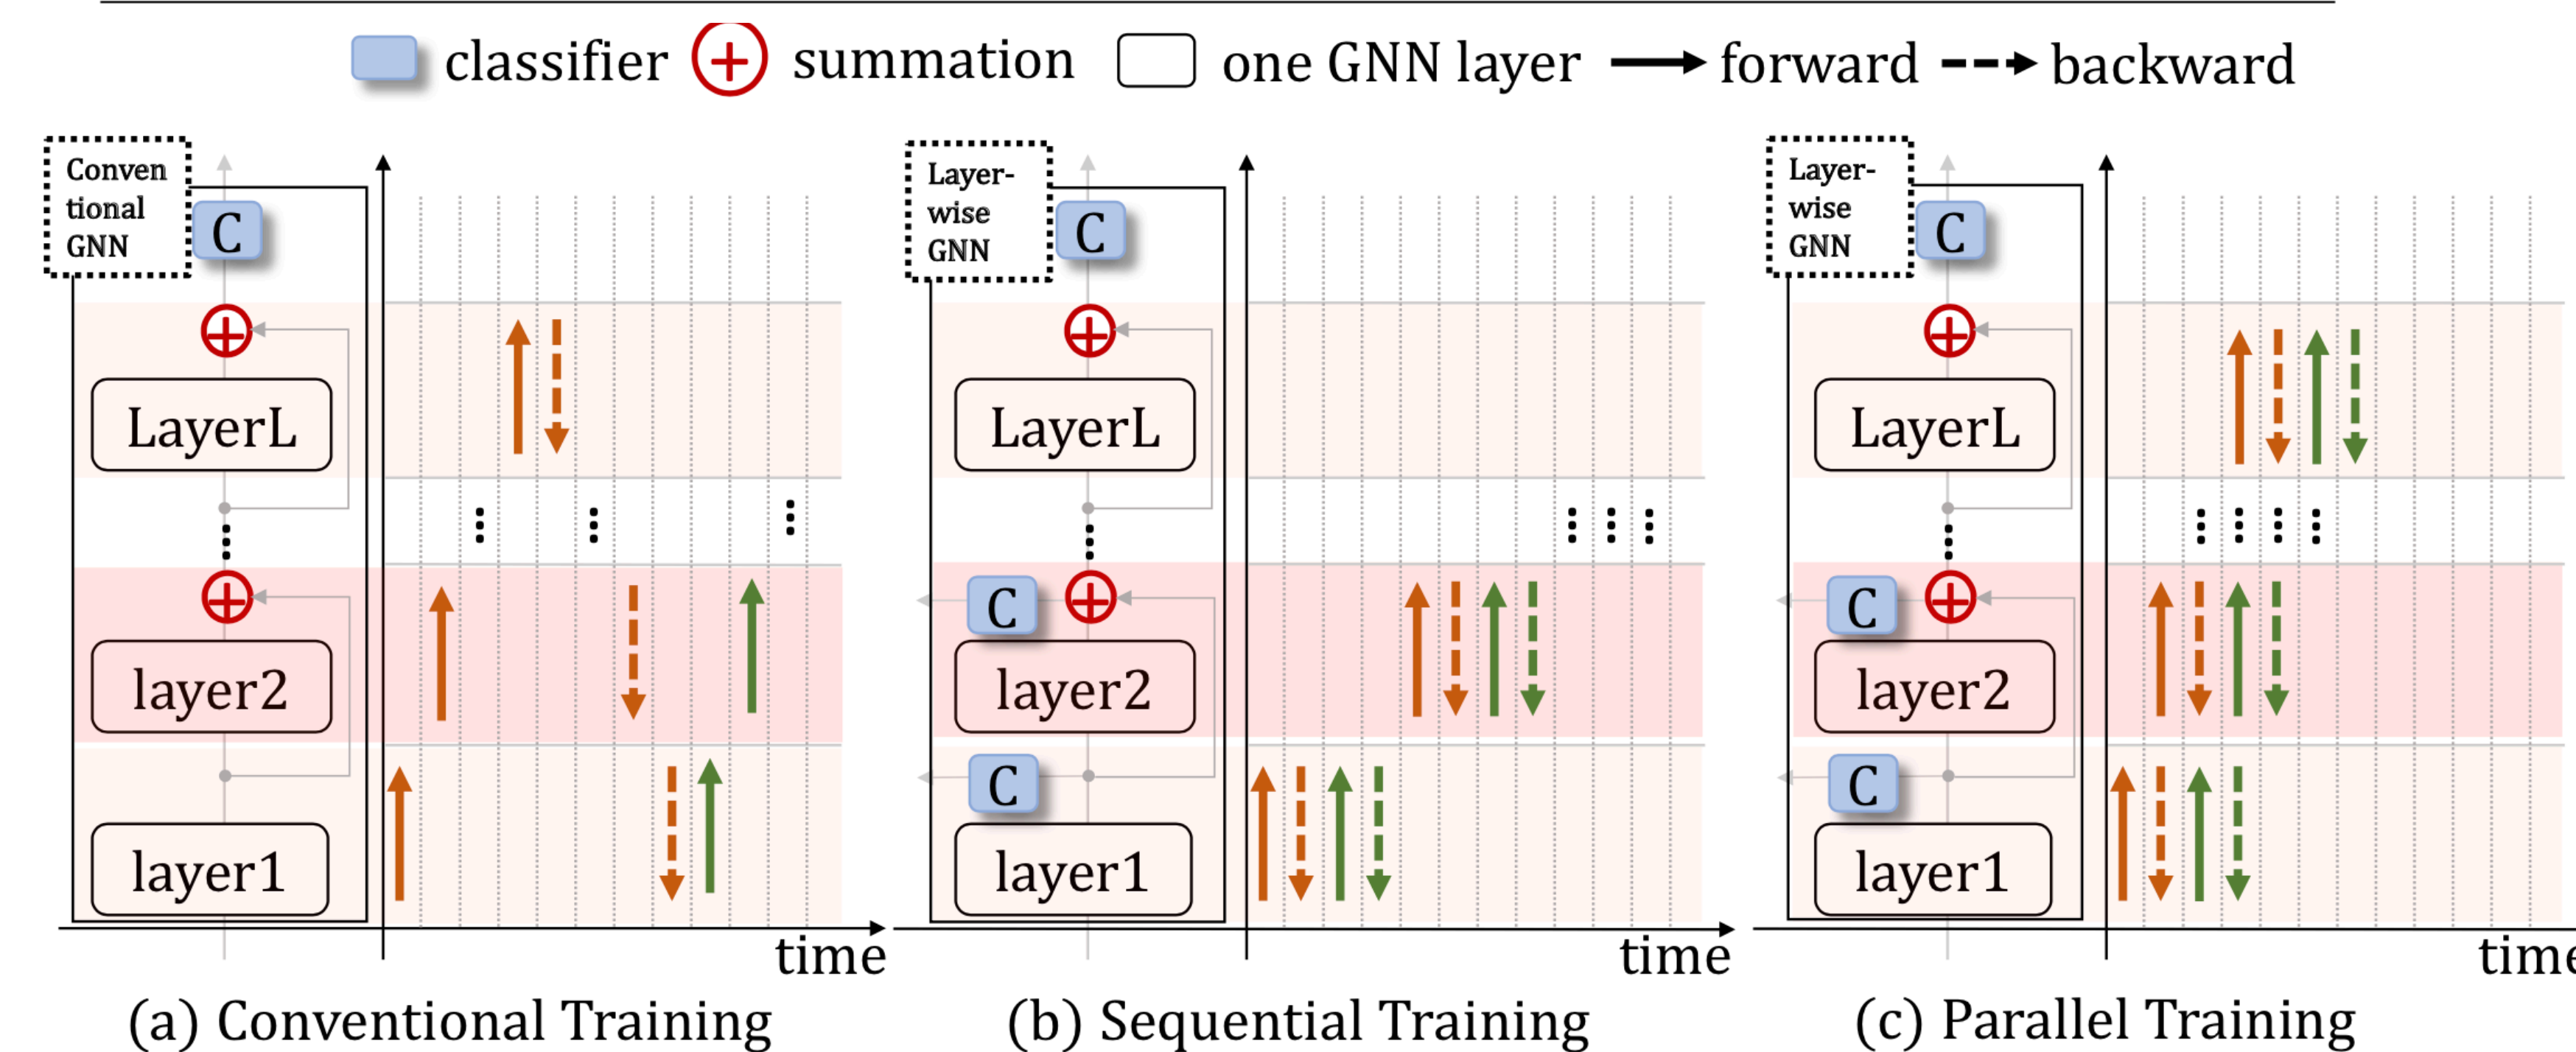 classifier + summation one GNN layer forward backward
Conven
tional
GNN
C
+
LayerL
+
layer2
layer1
time
(a) Conventional Training
Layer-
wise
GNN
C
+
LayerL
C +
layer2
C
layer1
time
(b) Sequential Training
Layer-
wise
GNN
C
+
LayerL
C +
layer2
C
layer1
time
(c) Parallel Training